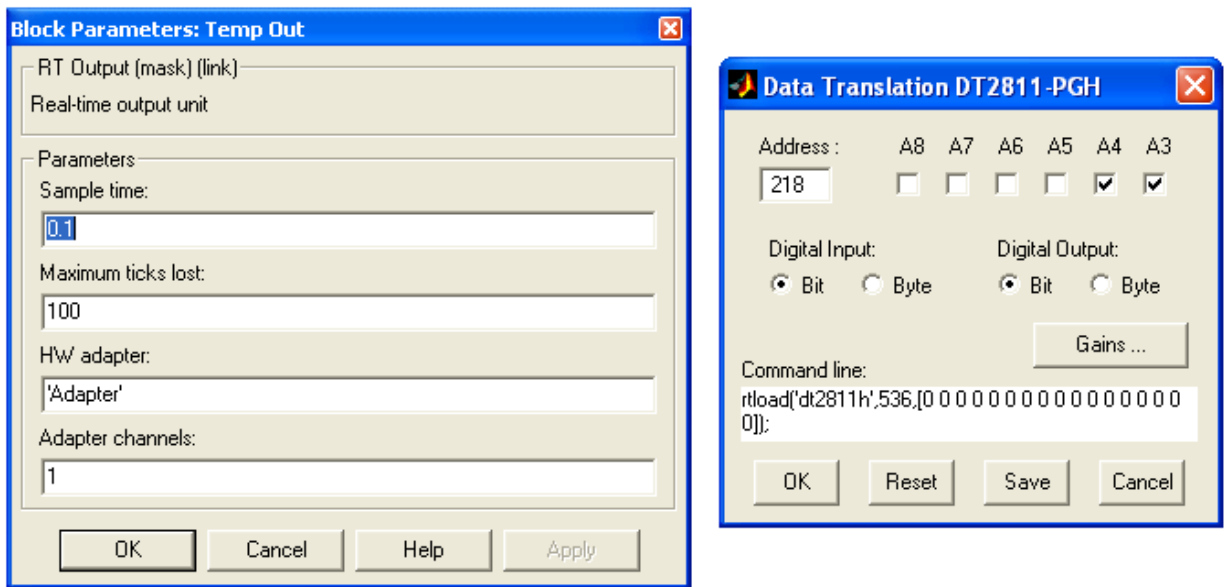 Block Parameters: Temp Out
RT Output (mask) (link)
Real-time output unit
Parameters
Sample time:
0.1
Maximum ticks lost:
100
HW adapter:
'Adapter'
Adapter channels:
1
OK Cancel Help Apply
Data Translation DT2811-PGH
Address : A8 A7 A6 A5 A4 A3
218
Digital Input: Digital Output:
Bit Byte Bit Byte
Gains ...
Command line:
rtload('dt2811h',536,[0 0 0 0 0 0 0 0 0 0 0 0 0 0 0 0
0]);
OK Reset Save Cancel